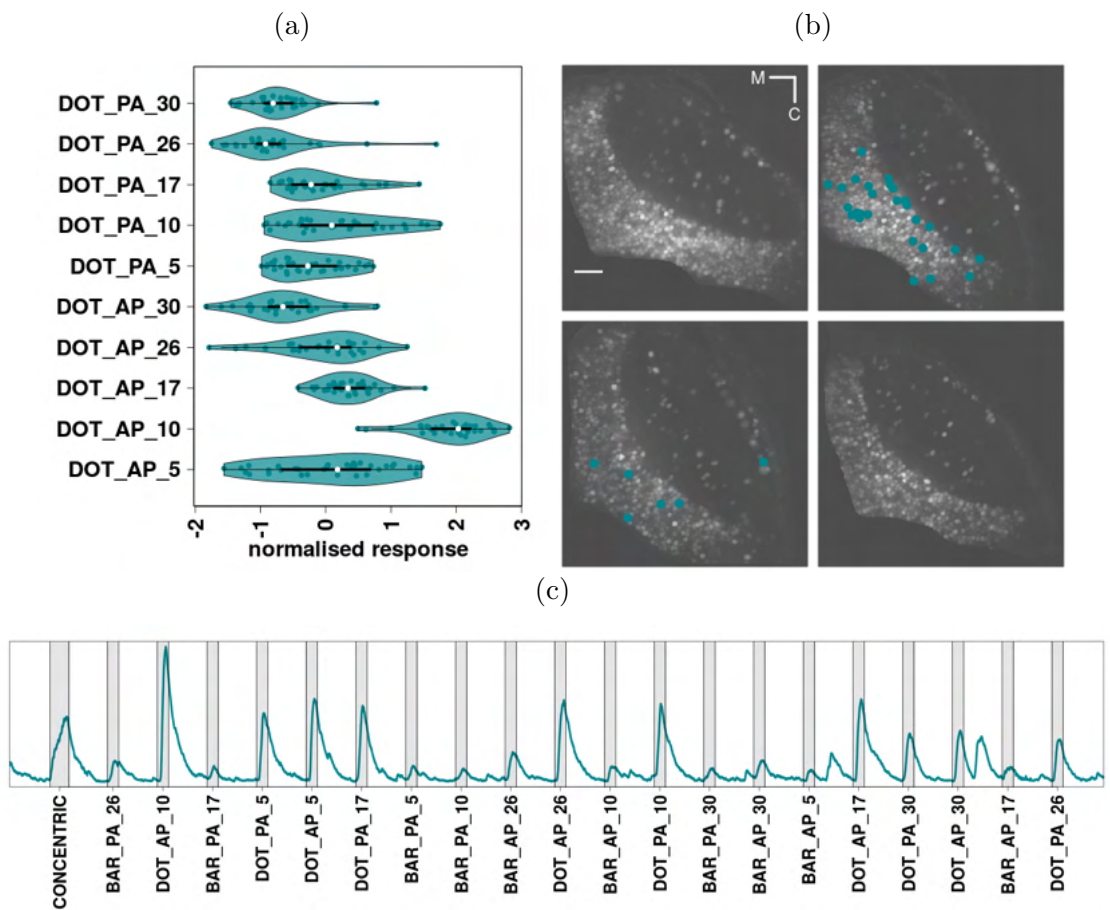 (a)
(b)
DOT_PA_30
DOT_PA_26
DOT_PA_17
DOT_PA_10
DOT_PA_5
DOT_AP_30
DOT_AP_26
DOT_AP_17
DOT_AP_10
DOT_AP_5
-2 -1 0 1 2 3
normalised response
M
C
(c)
CONCENTRIC
BAR_PA_26
DOT_AP_10
BAR_PA_17
DOT_PA_5
DOT_AP_5
DOT_PA_17
BAR_PA_5
BAR_PA_10
BAR_AP_26
DOT_AP_26
BAR_AP_10
DOT_PA_10
BAR_PA_30
BAR_AP_30
BAR_AP_5
DOT_AP_17
DOT_PA_30
DOT_AP_30
BAR_AP_17
DOT_PA_26